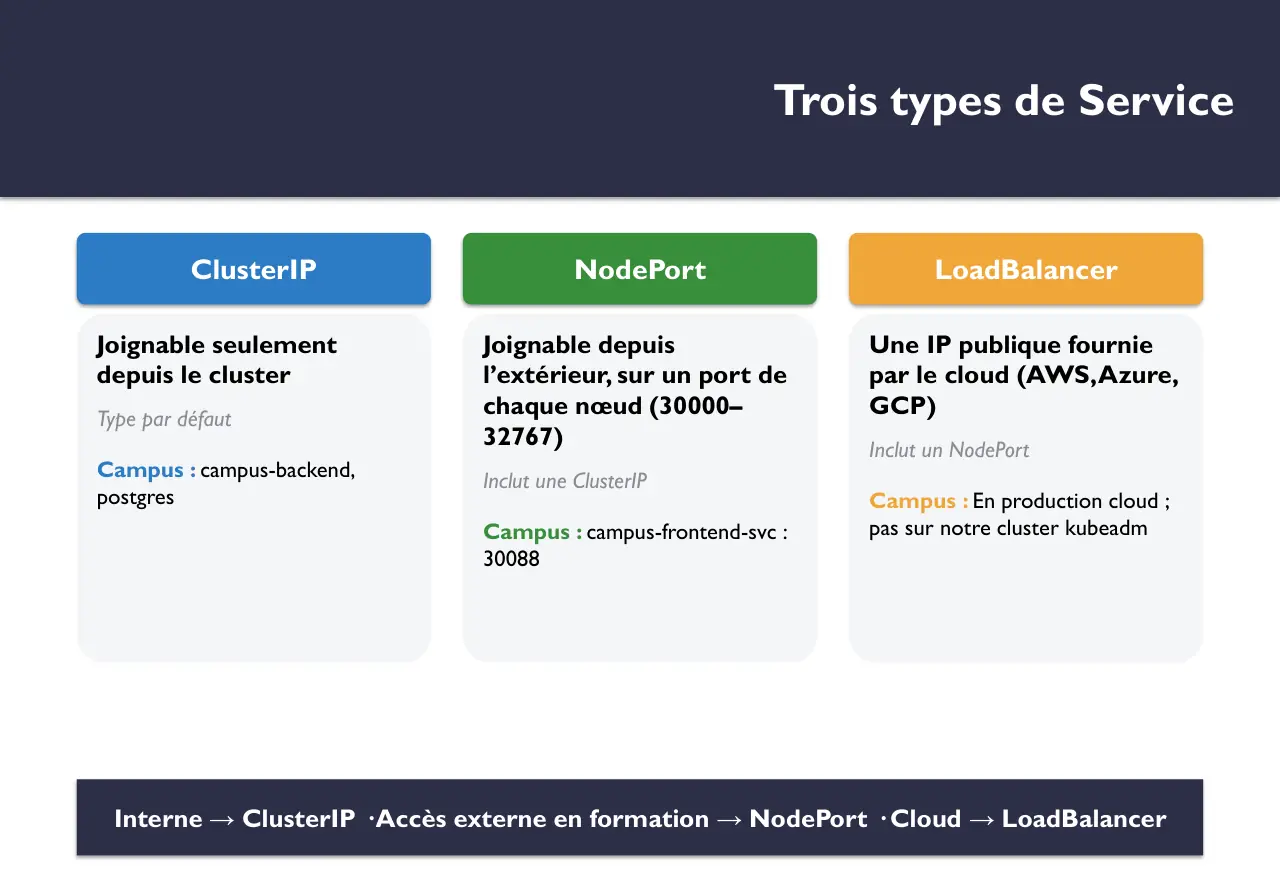 Trois types de Service
ClusterIP
Joignable seulement
depuis le cluster
Type par défaut
Campus : campus-backend,
postgres
NodePort
Joignable depuis
l’extérieur, sur un port de
chaque nœud (30000–
32767)
Inclut une ClusterIP
Campus : campus-frontend-svc :
30088
LoadBalancer
Une IP publique fournie
par le cloud (AWS, Azure,
GCP)
Inclut un NodePort
Campus : En production cloud ;
pas sur notre cluster kubeadm
Interne → ClusterIP · Accès externe en formation → NodePort · Cloud → LoadBalancer